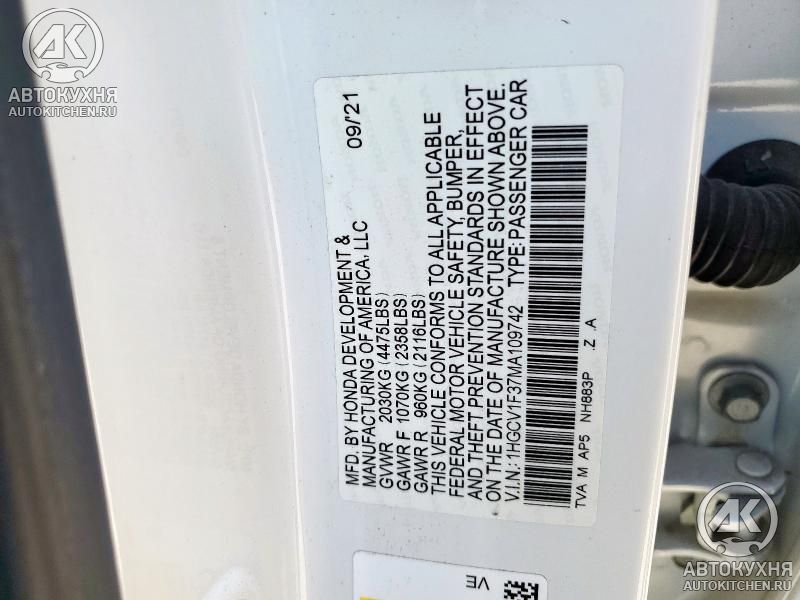 AK
АВТОКУХНЯ
AUTOKITCHEN.RU
MFD. BY HONDA DEVELOPMENT & 09/'21
MANUFACTURING OF AMERICA, LLC
GVWR 2030KG (4475LBS)
GAWR F 1070KG (2358LBS)
GAWR R 960KG (2116LBS)
THIS VEHICLE CONFORMS TO ALL APPLICABLE
FEDERAL MOTOR VEHICLE SAFETY, BUMPER,
AND THEFT PREVENTION STANDARDS IN EFFECT
ON THE DATE OF MANUFACTURE SHOWN ABOVE.
V.I.N.: 1HGCV1F37MA109742 TYPE: PASSENGER CAR
TVA M AP5 NH883P .Z .A
VE
AK
АВТОКУХНЯ
AUTOKITCHEN.RU